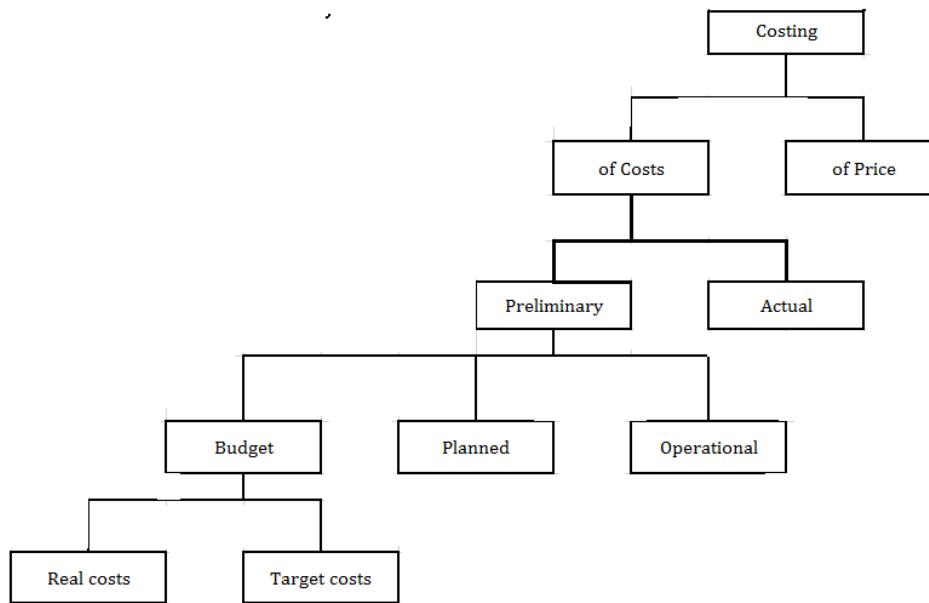 Costing
of Costs
of Price
Preliminary
Actual
Budget
Planned
Operational
Real costs
Target costs